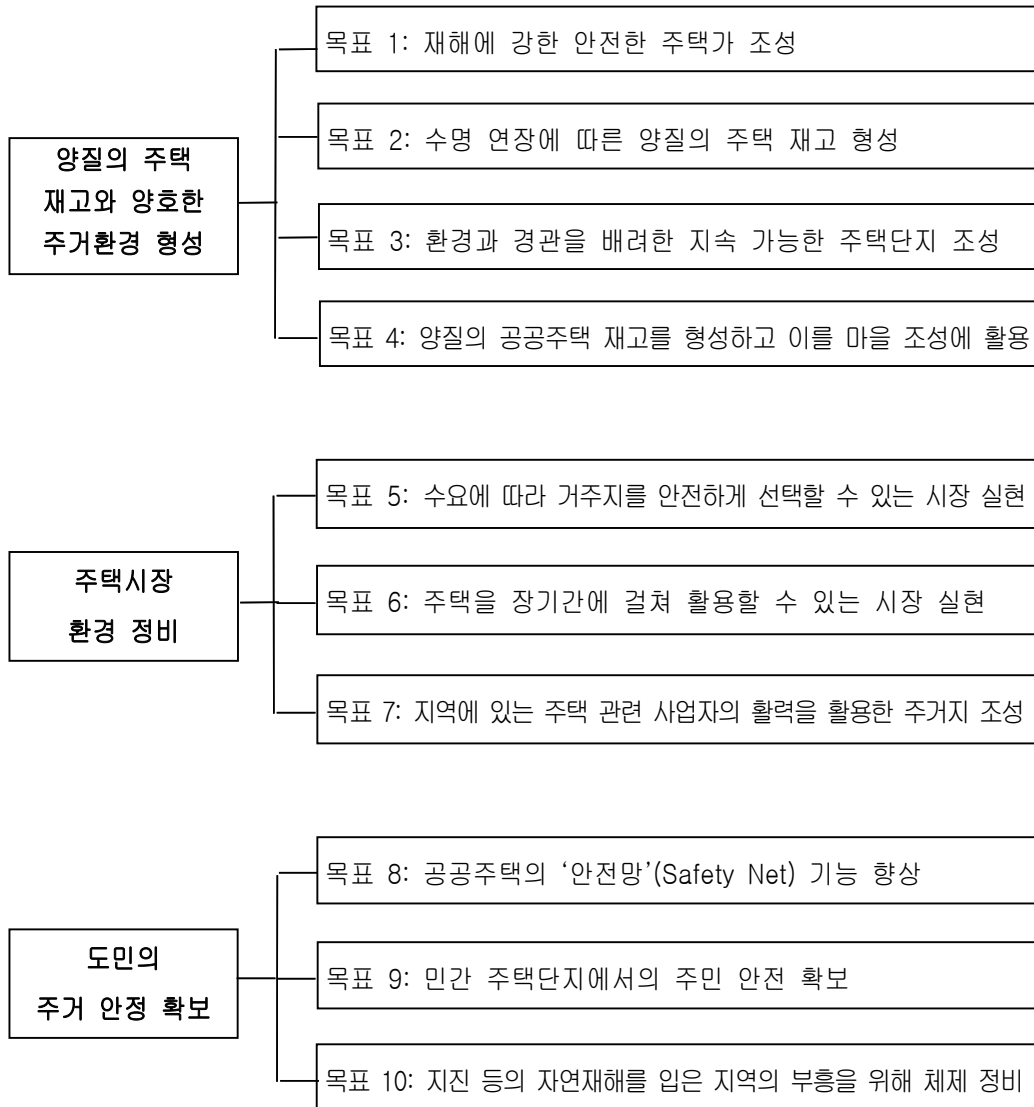 양질의 주택
재고와 양호한
주거환경 형성
목표 1: 재해에 강한 안전한 주택가 조성
목표 2: 수명 연장에 따른 양질의 주택 재고 형성
목표 3: 환경과 경관을 배려한 지속 가능한 주택단지 조성
목표 4: 양질의 공공주택 재고를 형성하고 이를 마을 조성에 활용
주택시장
환경 정비
목표 5: 수요에 따라 거주지를 안전하게 선택할 수 있는 시장 실현
목표 6: 주택을 장기간에 걸쳐 활용할 수 있는 시장 실현
목표 7: 지역에 있는 주택 관련 사업자의 활력을 활용한 주거지 조성
도민의
주거 안정 확보
목표 8: 공공주택의 ‘안전망’(Safety Net) 기능 향상
목표 9: 민간 주택단지에서의 주민 안전 확보
목표 10: 지진 등의 자연재해를 입은 지역의 부흥을 위해 체제 정비